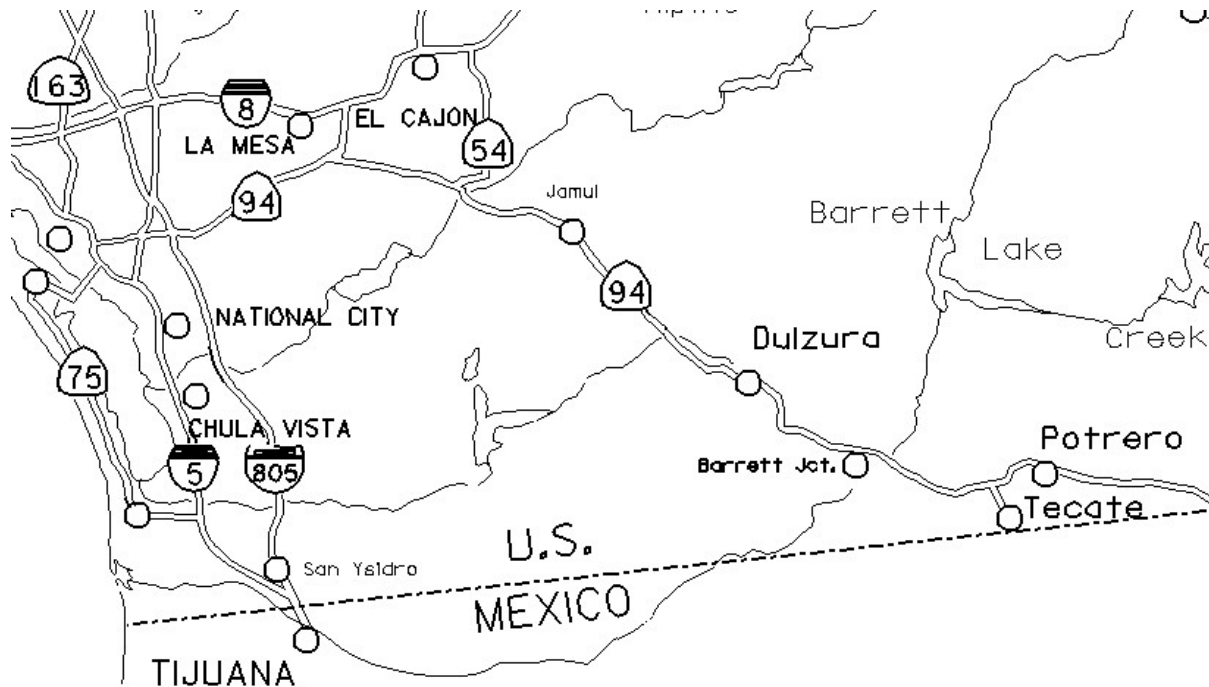 163
8
EL CAJON
LA MESA
54
94
Jamul
Barrett
Lake
94
NATIONAL CITY
Dulzura
Creek
75
CHULA VISTA
Potrero
5
805
Barrett Jct.
Tecate
U.S.
San Ysidro
MEXICO
TIJUANA